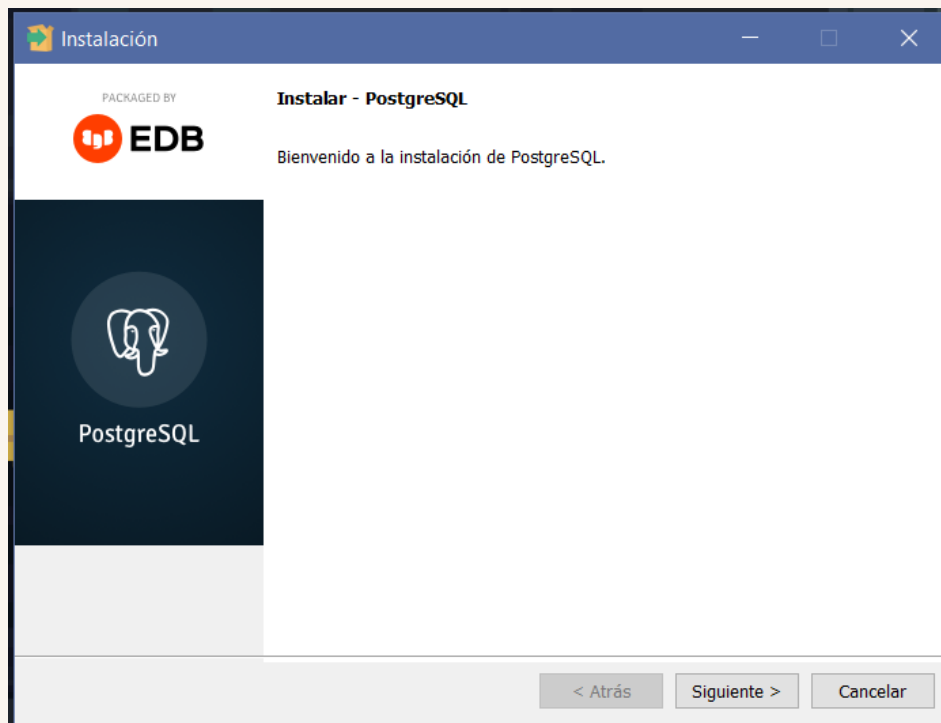 Instalación
PACKAGED BY
EDB
PostgreSQL
Instalar - PostgreSQL
Bienvenido a la instalación de PostgreSQL.
< Atrás
Siguiente >
Cancelar